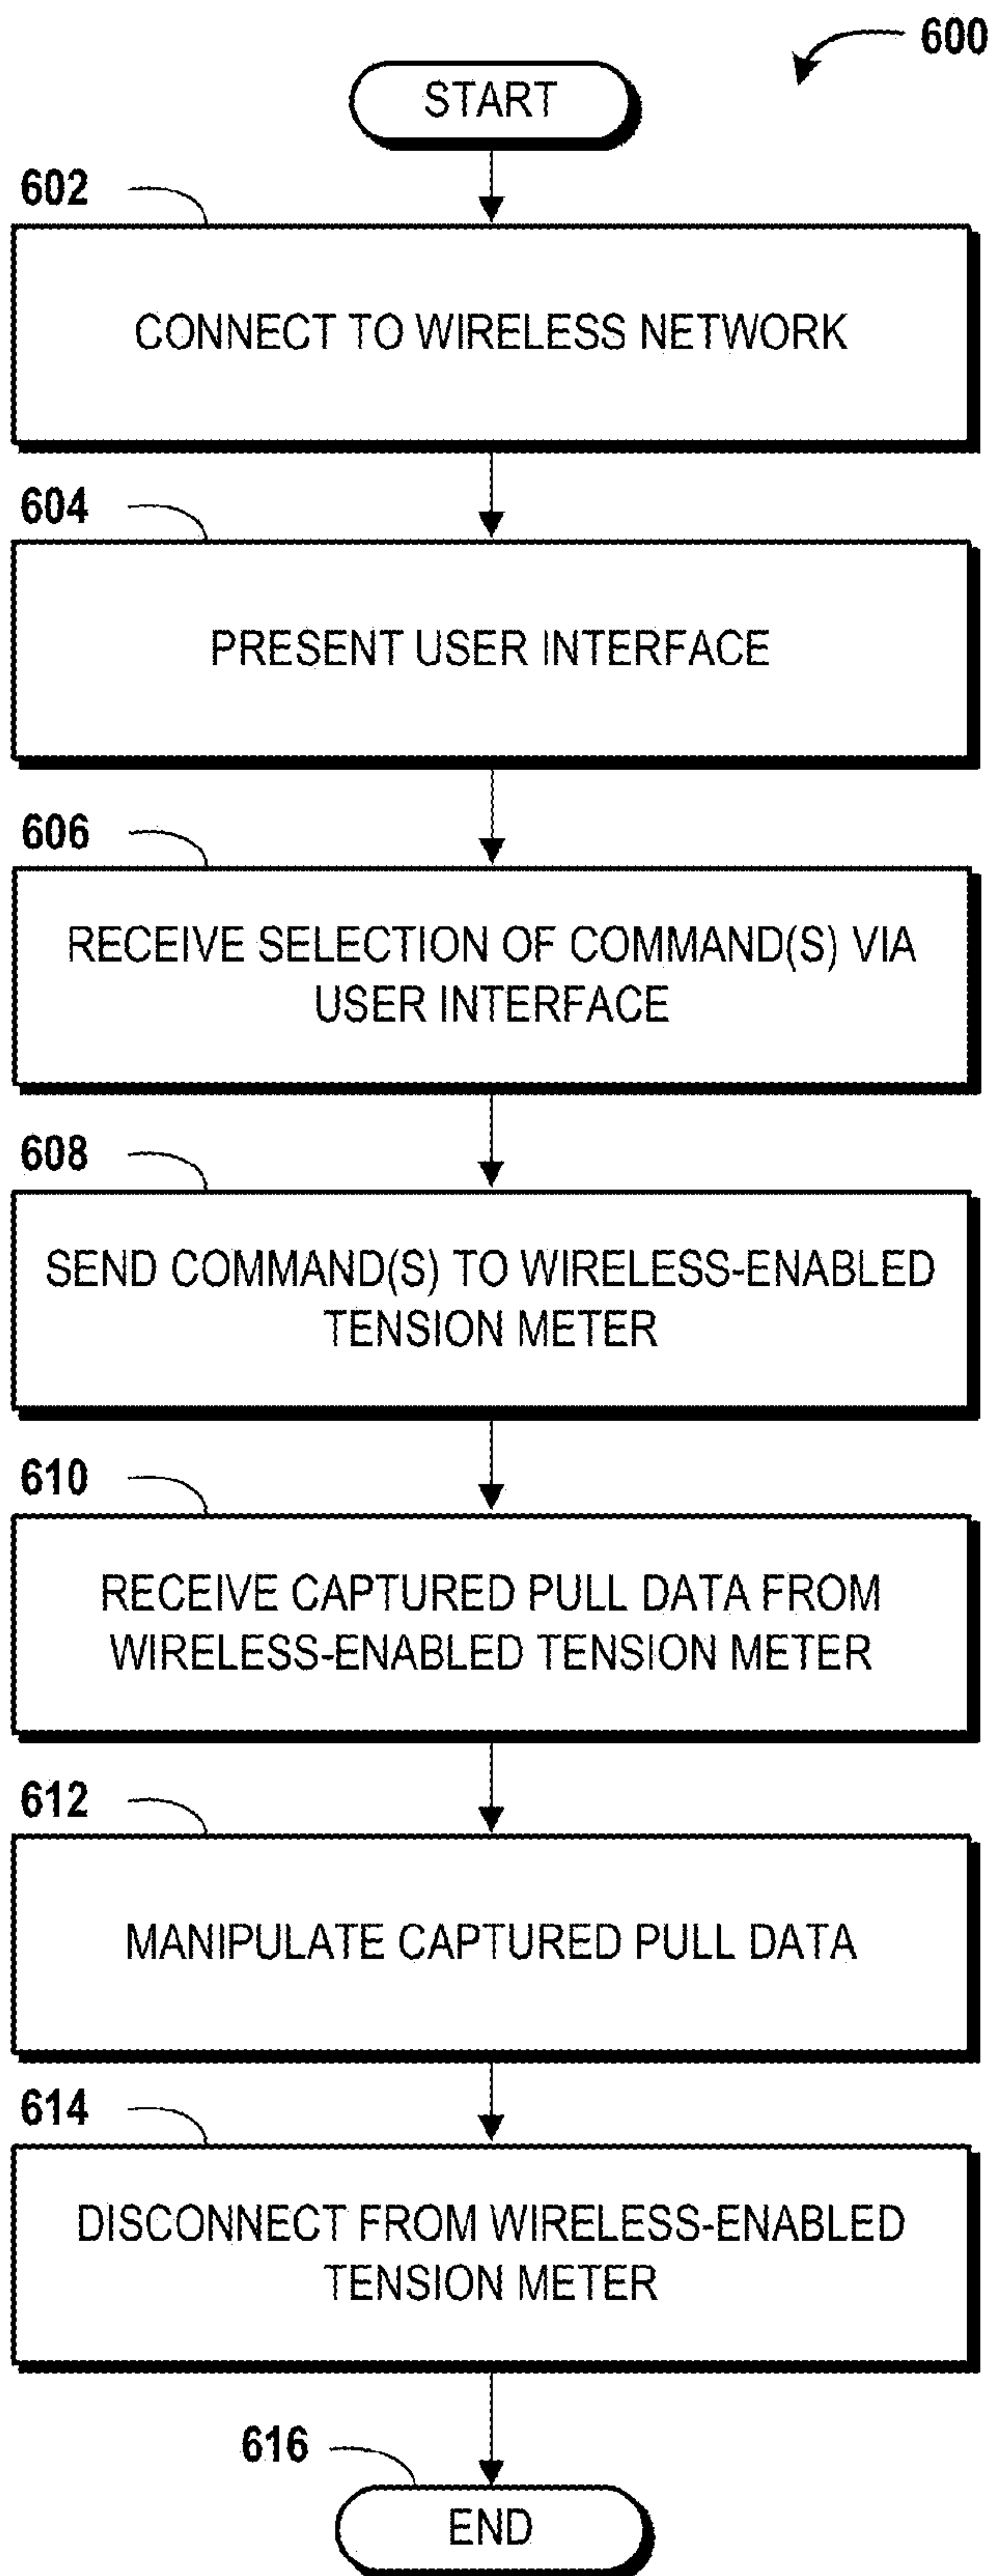 600
START
602
CONNECT TO WIRELESS NETWORK
604
PRESENT USER INTERFACE
606
RECEIVE SELECTION OF COMMAND(S) VIA
USER INTERFACE
608
SEND COMMAND(S) TO WIRELESS-ENABLED
TENSION METER
610
RECEIVE CAPTURED PULL DATA FROM
WIRELESS-ENABLED TENSION METER
612
MANIPULATE CAPTURED PULL DATA
614
DISCONNECT FROM WIRELESS-ENABLED
TENSION METER
616
END